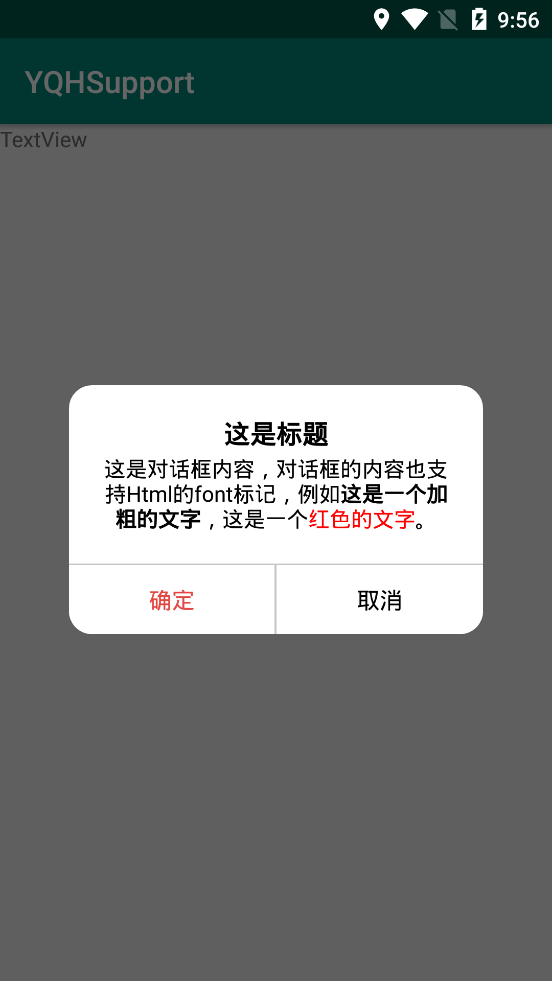 9:56
YQHSupport
TextView
这是标题
这是对话框内容，对话框的内容也支
持Html的font标记，例如这是一个加
粗的文字，这是一个红色的文字。
确定 取消